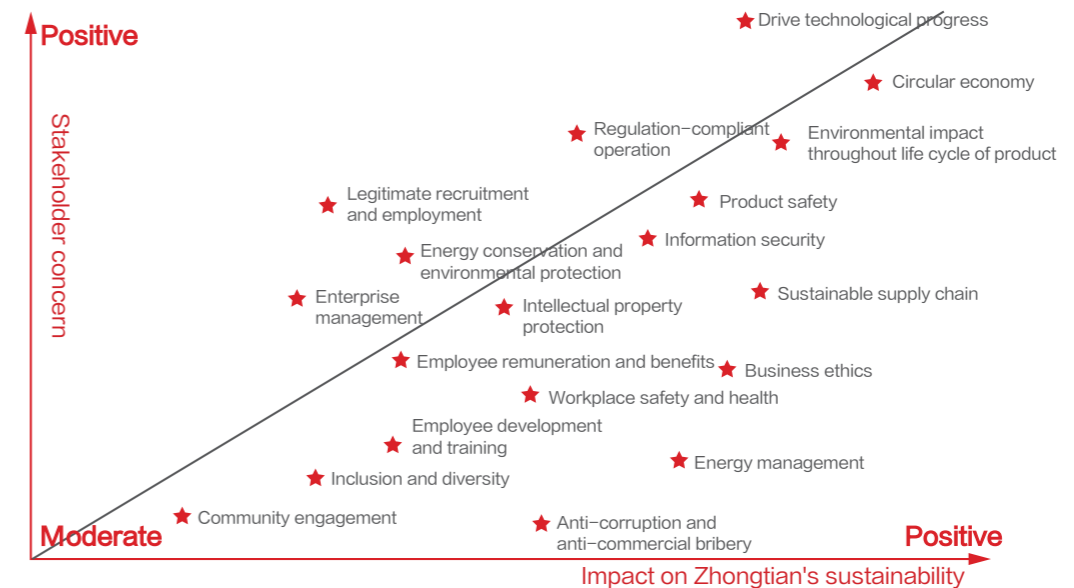 Positive
Drive technological progress
Circular economy
Regulation-compliant
operation
Environmental impact
throughout life cycle of product
Stakeholder concern
Legitimate recruitment
and employment
Product safety
Information security
Energy conservation and
environmental protection
Sustainable supply chain
Enterprise
management
Intellectual property
protection
Employee remuneration and benefits
Business ethics
Workplace safety and health
Employee development
and training
Energy management
Inclusion and diversity
Community engagement
Anti-corruption and
anti-commercial bribery
Moderate
Positive
Impact on Zhongtian's sustainability